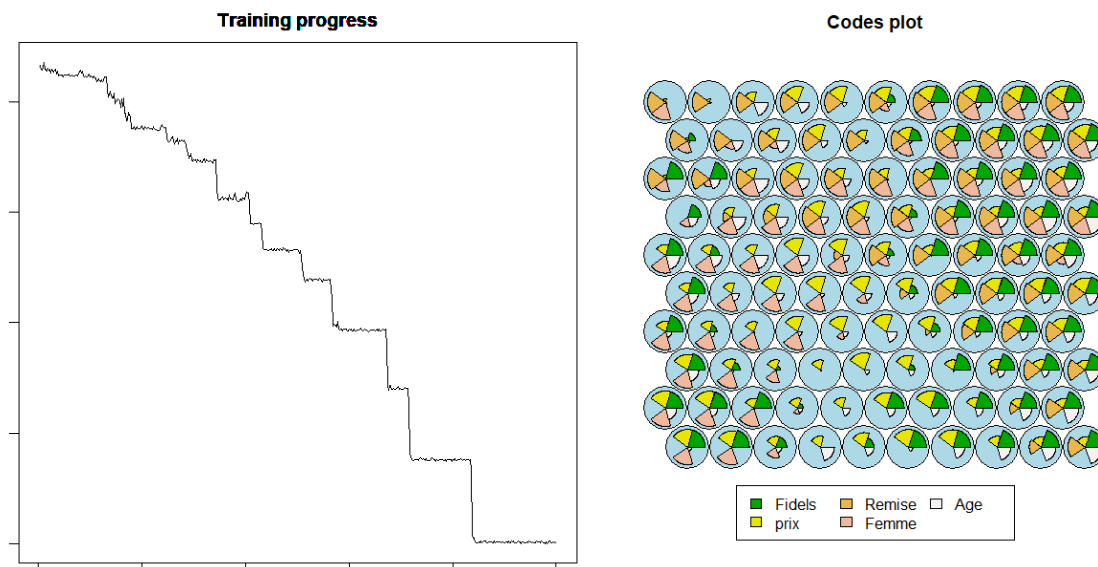 Training progress
Codes plot
Fidels Remise Age
prix Femme